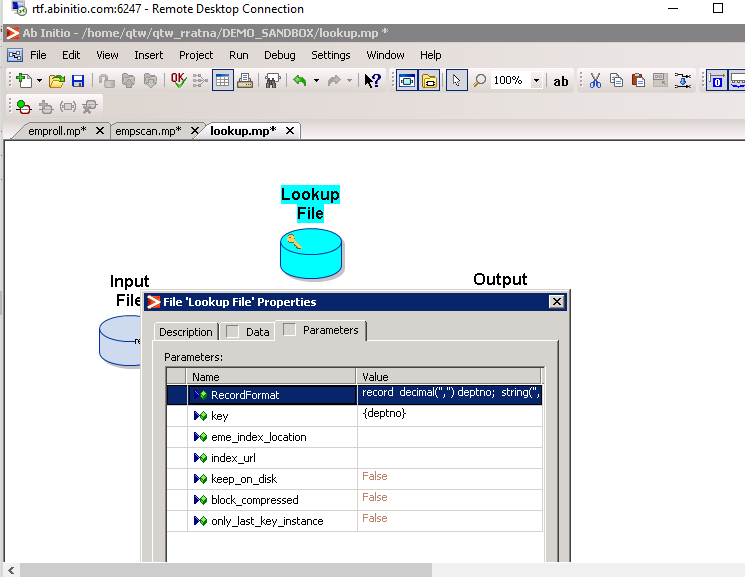 rtf.abinitio.com:6247 - Remote Desktop Connection
Ab Initio - /home/qtw/qtw_rratna/DEMO_SANDBOX/lookup.mp *
File Edit View Insert Project Run Debug Settings Window Help
OK 100% ab
emproll.mp* empscan.mp* lookup.mp*
Lookup
File
Input
File
Output
re
File 'Lookup File' Properties
Description Data Parameters
Parameters:
Name Value
RecordFormat record decimal(",") deptno; string(",
key {deptno}
eme_index_location
index_url
keep_on_disk False
block_compressed False
only_last_key_instance False